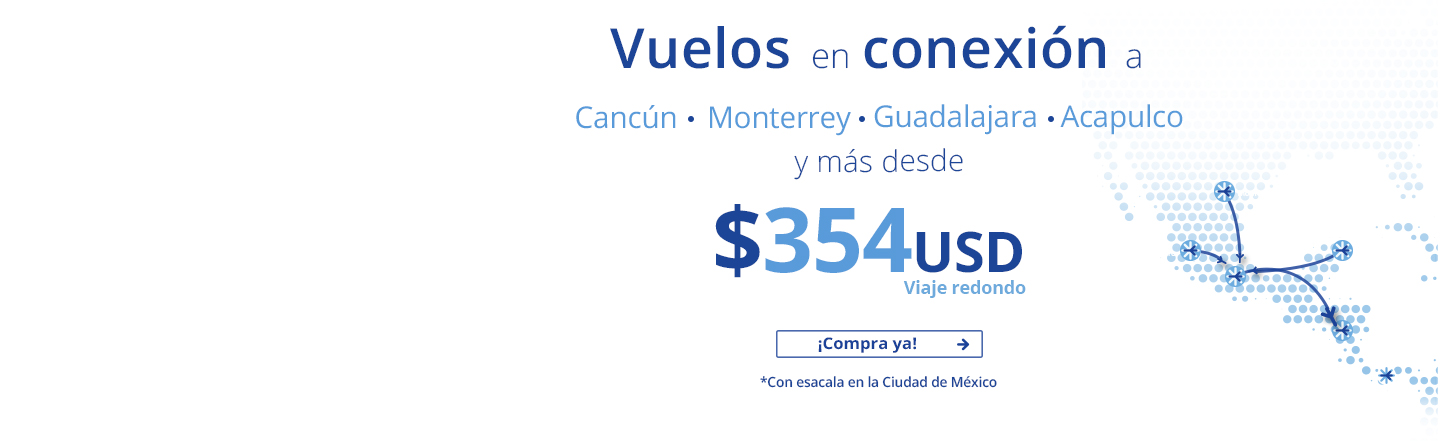 Vuelos en conexión a
Cancún • Monterrey • Guadalajara • Acapulco
y más desde
$354USD
Viaje redondo
¡Compra ya!
*Con esacala en la Ciudad de México